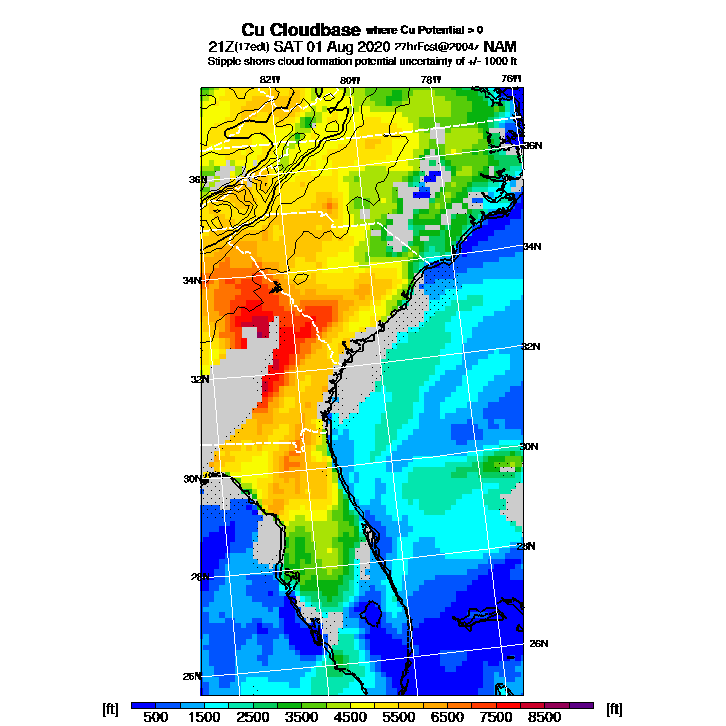 Cu Cloudbase where Cu Potential > 0
21Z(17edt) SAT 01 Aug 2020 27hrFcst@2004z NAM
Stipple shows cloud formation potential uncertainty of +/- 1000 ft
82W 80W 78W 76W
36N
36N
34N
34N
32N
32N
30N
30N
28N
28N
26N
26N
[ft] 500 1500 2500 3500 4500 5500 6500 7500 8500 [ft]